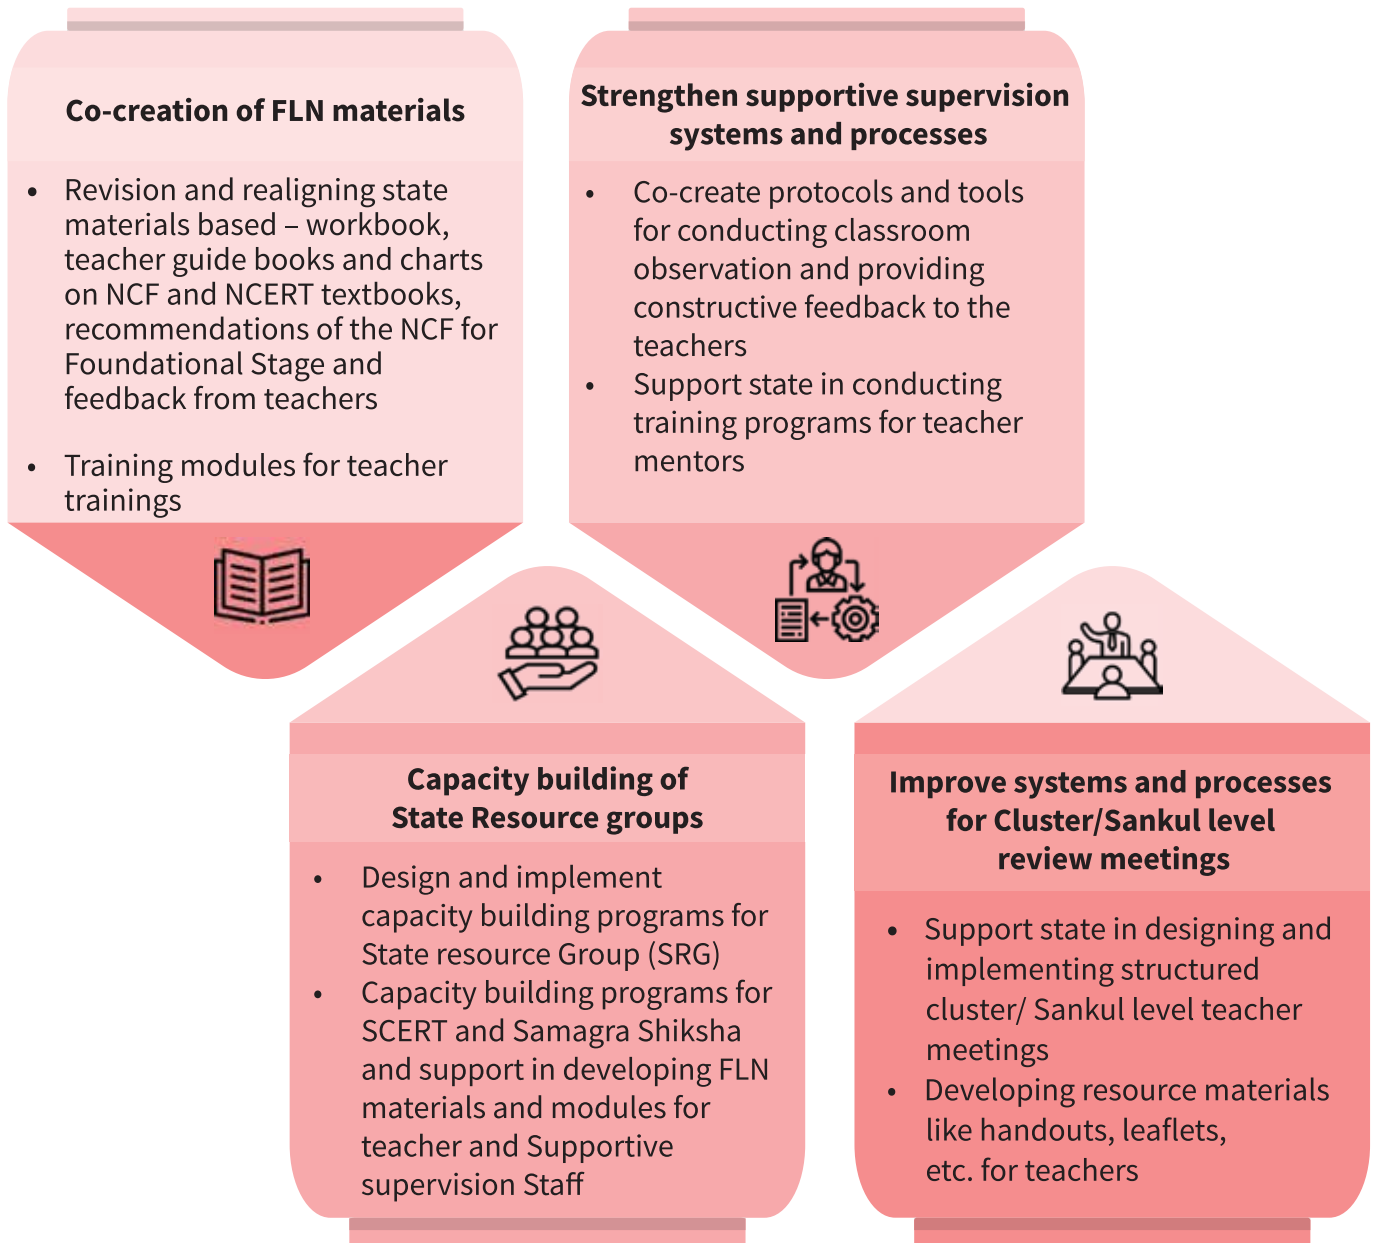 Co-creation of FLN materials
• Revision and realigning state
materials based – workbook,
teacher guide books and charts
on NCF and NCERT textbooks,
recommendations of the NCF for
Foundational Stage and
feedback from teachers
• Training modules for teacher
trainings
Strengthen supportive supervision
systems and processes
• Co-create protocols and tools
for conducting classroom
observation and providing
constructive feedback to the
teachers
• Support state in conducting
training programs for teacher
mentors
Capacity building of
State Resource groups
• Design and implement
capacity building programs for
State resource Group (SRG)
• Capacity building programs for
SCERT and Samagra Shiksha
and support in developing FLN
materials and modules for
teacher and Supportive
supervision Staff
Improve systems and processes
for Cluster/Sankul level
review meetings
• Support state in designing and
implementing structured
cluster/ Sankul level teacher
meetings
• Developing resource materials
like handouts, leaflets,
etc. for teachers